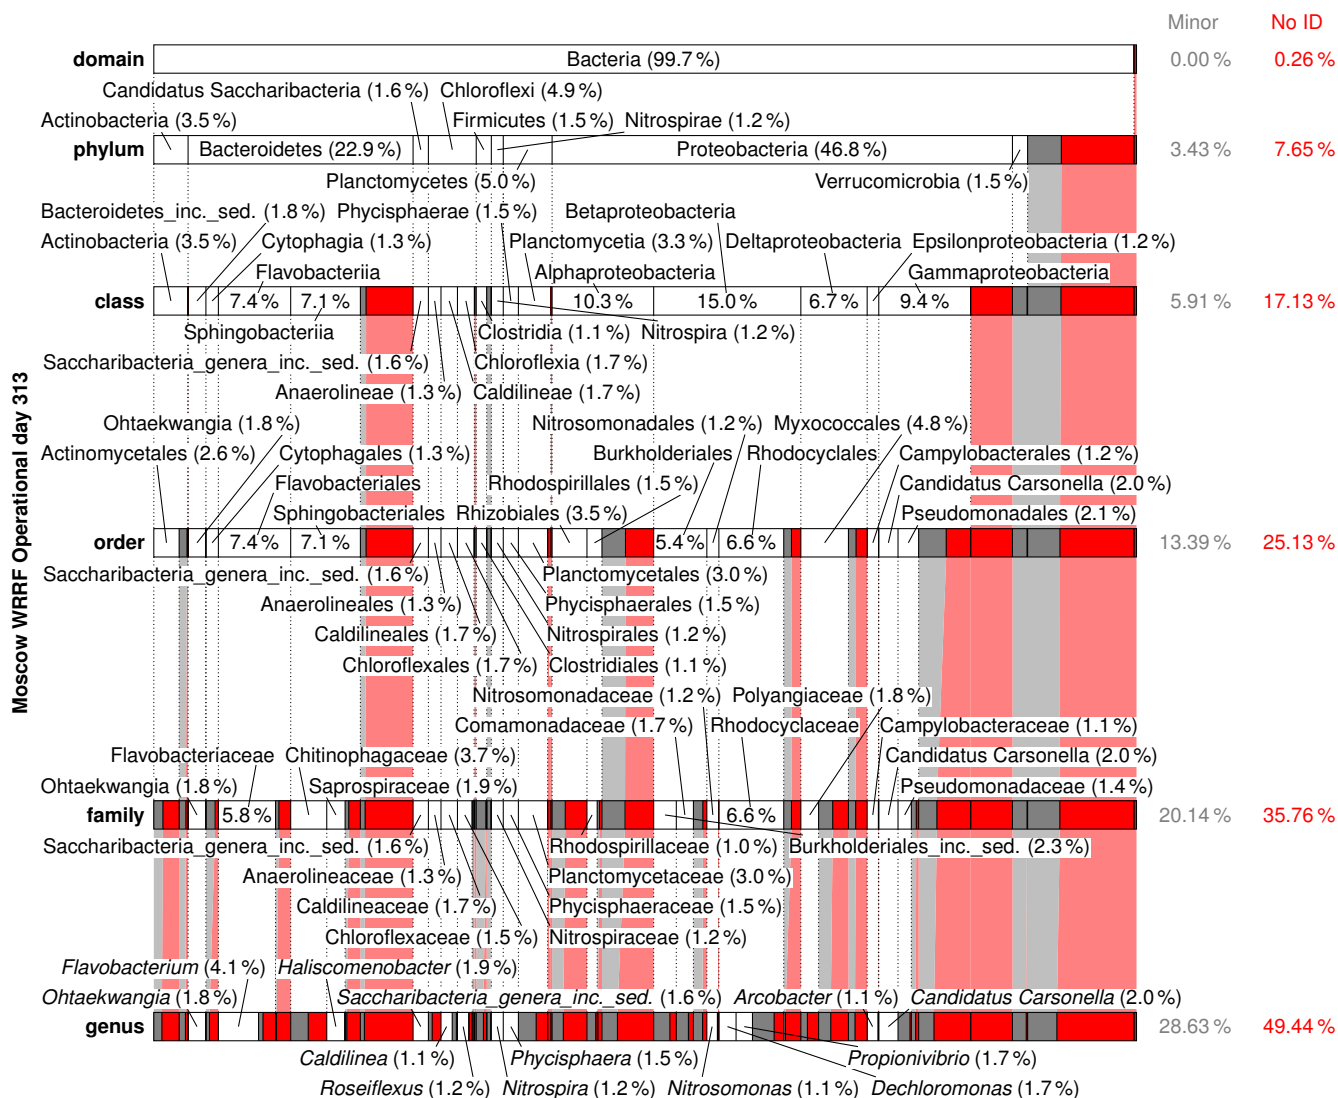 Minor No ID
domain Bacteria (99.7 %) 0.00 % 0.26 %
Candidatus Saccharibacteria (1.6 %) Chloroflexi (4.9 %)
Actinobacteria (3.5 %) Firmicutes (1.5 %) Nitrospirae (1.2 %)
phylum Bacteroidetes (22.9 %) Proteobacteria (46.8 %) 3.43 % 7.65 %
Planctomycetes (5.0 %) Verrucomicrobia (1.5 %)
Bacteroidetes_inc._sed. (1.8 %) Phycisphaerae (1.5 %) Betaproteobacteria
Actinobacteria (3.5 %) Cytophagia (1.3 %) Planctomycetia (3.3 %) Deltaproteobacteria Epsilonproteobacteria (1.2 %)
Flavobacteriia Alphaproteobacteria Gammaproteobacteria
class 7.4 % 7.1 % 10.3 % 15.0 % 6.7 % 9.4 % 5.91 % 17.13 %
Sphingobacteriia Clostridia (1.1 %) Nitrospira (1.2 %)
Saccharibacteria_genera_inc._sed. (1.6 %) Chloroflexia (1.7 %)
Anaerolineae (1.3 %) Caldilineae (1.7 %)
Moscow WRRF Operational day 313
Ohtaekwangia (1.8 %) Nitrosomonadales (1.2 %) Myxococcales (4.8 %)
Actinomycetales (2.6 %) Cytophagales (1.3 %) Burkholderiales Rhodocyclales Campylobacterales (1.2 %)
Flavobacteriales Rhodospirillales (1.5 %) Candidatus Carsonella (2.0 %)
Sphingobacteriales Rhizobiales (3.5 %) Pseudomonadales (2.1 %)
order 7.4 % 7.1 % 5.4 % 6.6 % 13.39 % 25.13 %
Saccharibacteria_genera_inc._sed. (1.6 %) Planctomycetales (3.0 %)
Anaerolineales (1.3 %) Phycisphaerales (1.5 %)
Caldilineales (1.7 %) Nitrospirales (1.2 %)
Chloroflexales (1.7 %) Clostridiales (1.1 %)
Nitrosomonadaceae (1.2 %) Polyangiaceae (1.8 %)
Comamonadaceae (1.7 %) Rhodocyclaceae Campylobacteraceae (1.1 %)
Flavobacteriaceae Chitinophagaceae (3.7 %) Candidatus Carsonella (2.0 %)
Ohtaekwangia (1.8 %) Saprospiraceae (1.9 %) Pseudomonadaceae (1.4 %)
family 5.8 % 6.6 % 20.14 % 35.76 %
Saccharibacteria_genera_inc._sed. (1.6 %) Rhodospirillaceae (1.0 %) Burkholderiales_inc._sed. (2.3 %)
Anaerolineaceae (1.3 %) Planctomycetaceae (3.0 %)
Caldilineaceae (1.7 %) Phycisphaeraceae (1.5 %)
Chloroflexaceae (1.5 %) Nitrospiraceae (1.2 %)
Flavobacterium (4.1 %) Haliscomenobacter (1.9 %)
Ohtaekwangia (1.8 %) Saccharibacteria_genera_inc._sed. (1.6 %) Arcobacter (1.1 %) Candidatus Carsonella (2.0 %)
genus 28.63 % 49.44 %
Caldilinea (1.1 %) Phycisphaera (1.5 %) Propionivibrio (1.7 %)
Roseiflexus (1.2 %) Nitrospira (1.2 %) Nitrosomonas (1.1 %) Dechloromonas (1.7 %)